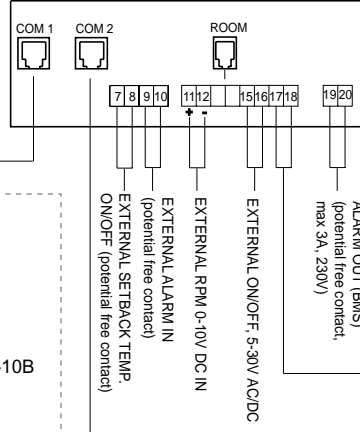 COM 1 COM 2 ROOM
7 8 9 10 11 12 15 16 17 18 19 20
+ -
EXTERNAL SETBACK TEMP.
ON/OFF (potential free contact)
EXTERNAL ALARM IN
(potential free contact)
EXTERNAL RPM 0-10V DC IN
EXTERNAL ON/OFF, 5-30V AC/DC
ALARM OUT (BMS)
(potential free contact,
max 3A, 230V)
-10B